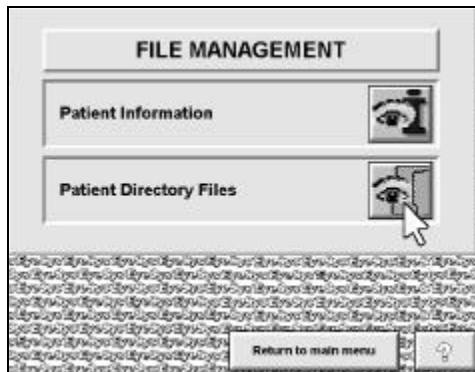 FILE MANAGEMENT
Patient Information
Patient Directory Files
Return to main menu
?